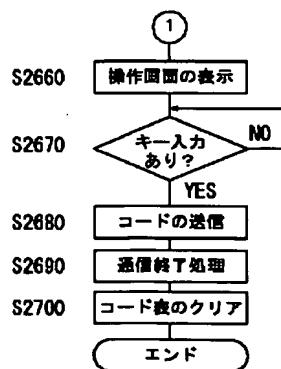 1
S2660 操作画面の表示
S2670 キー入力
あり?
NO
YES
S2680 コードの送信
S2690 通信終了処理
S2700 コード表のクリア
エンド